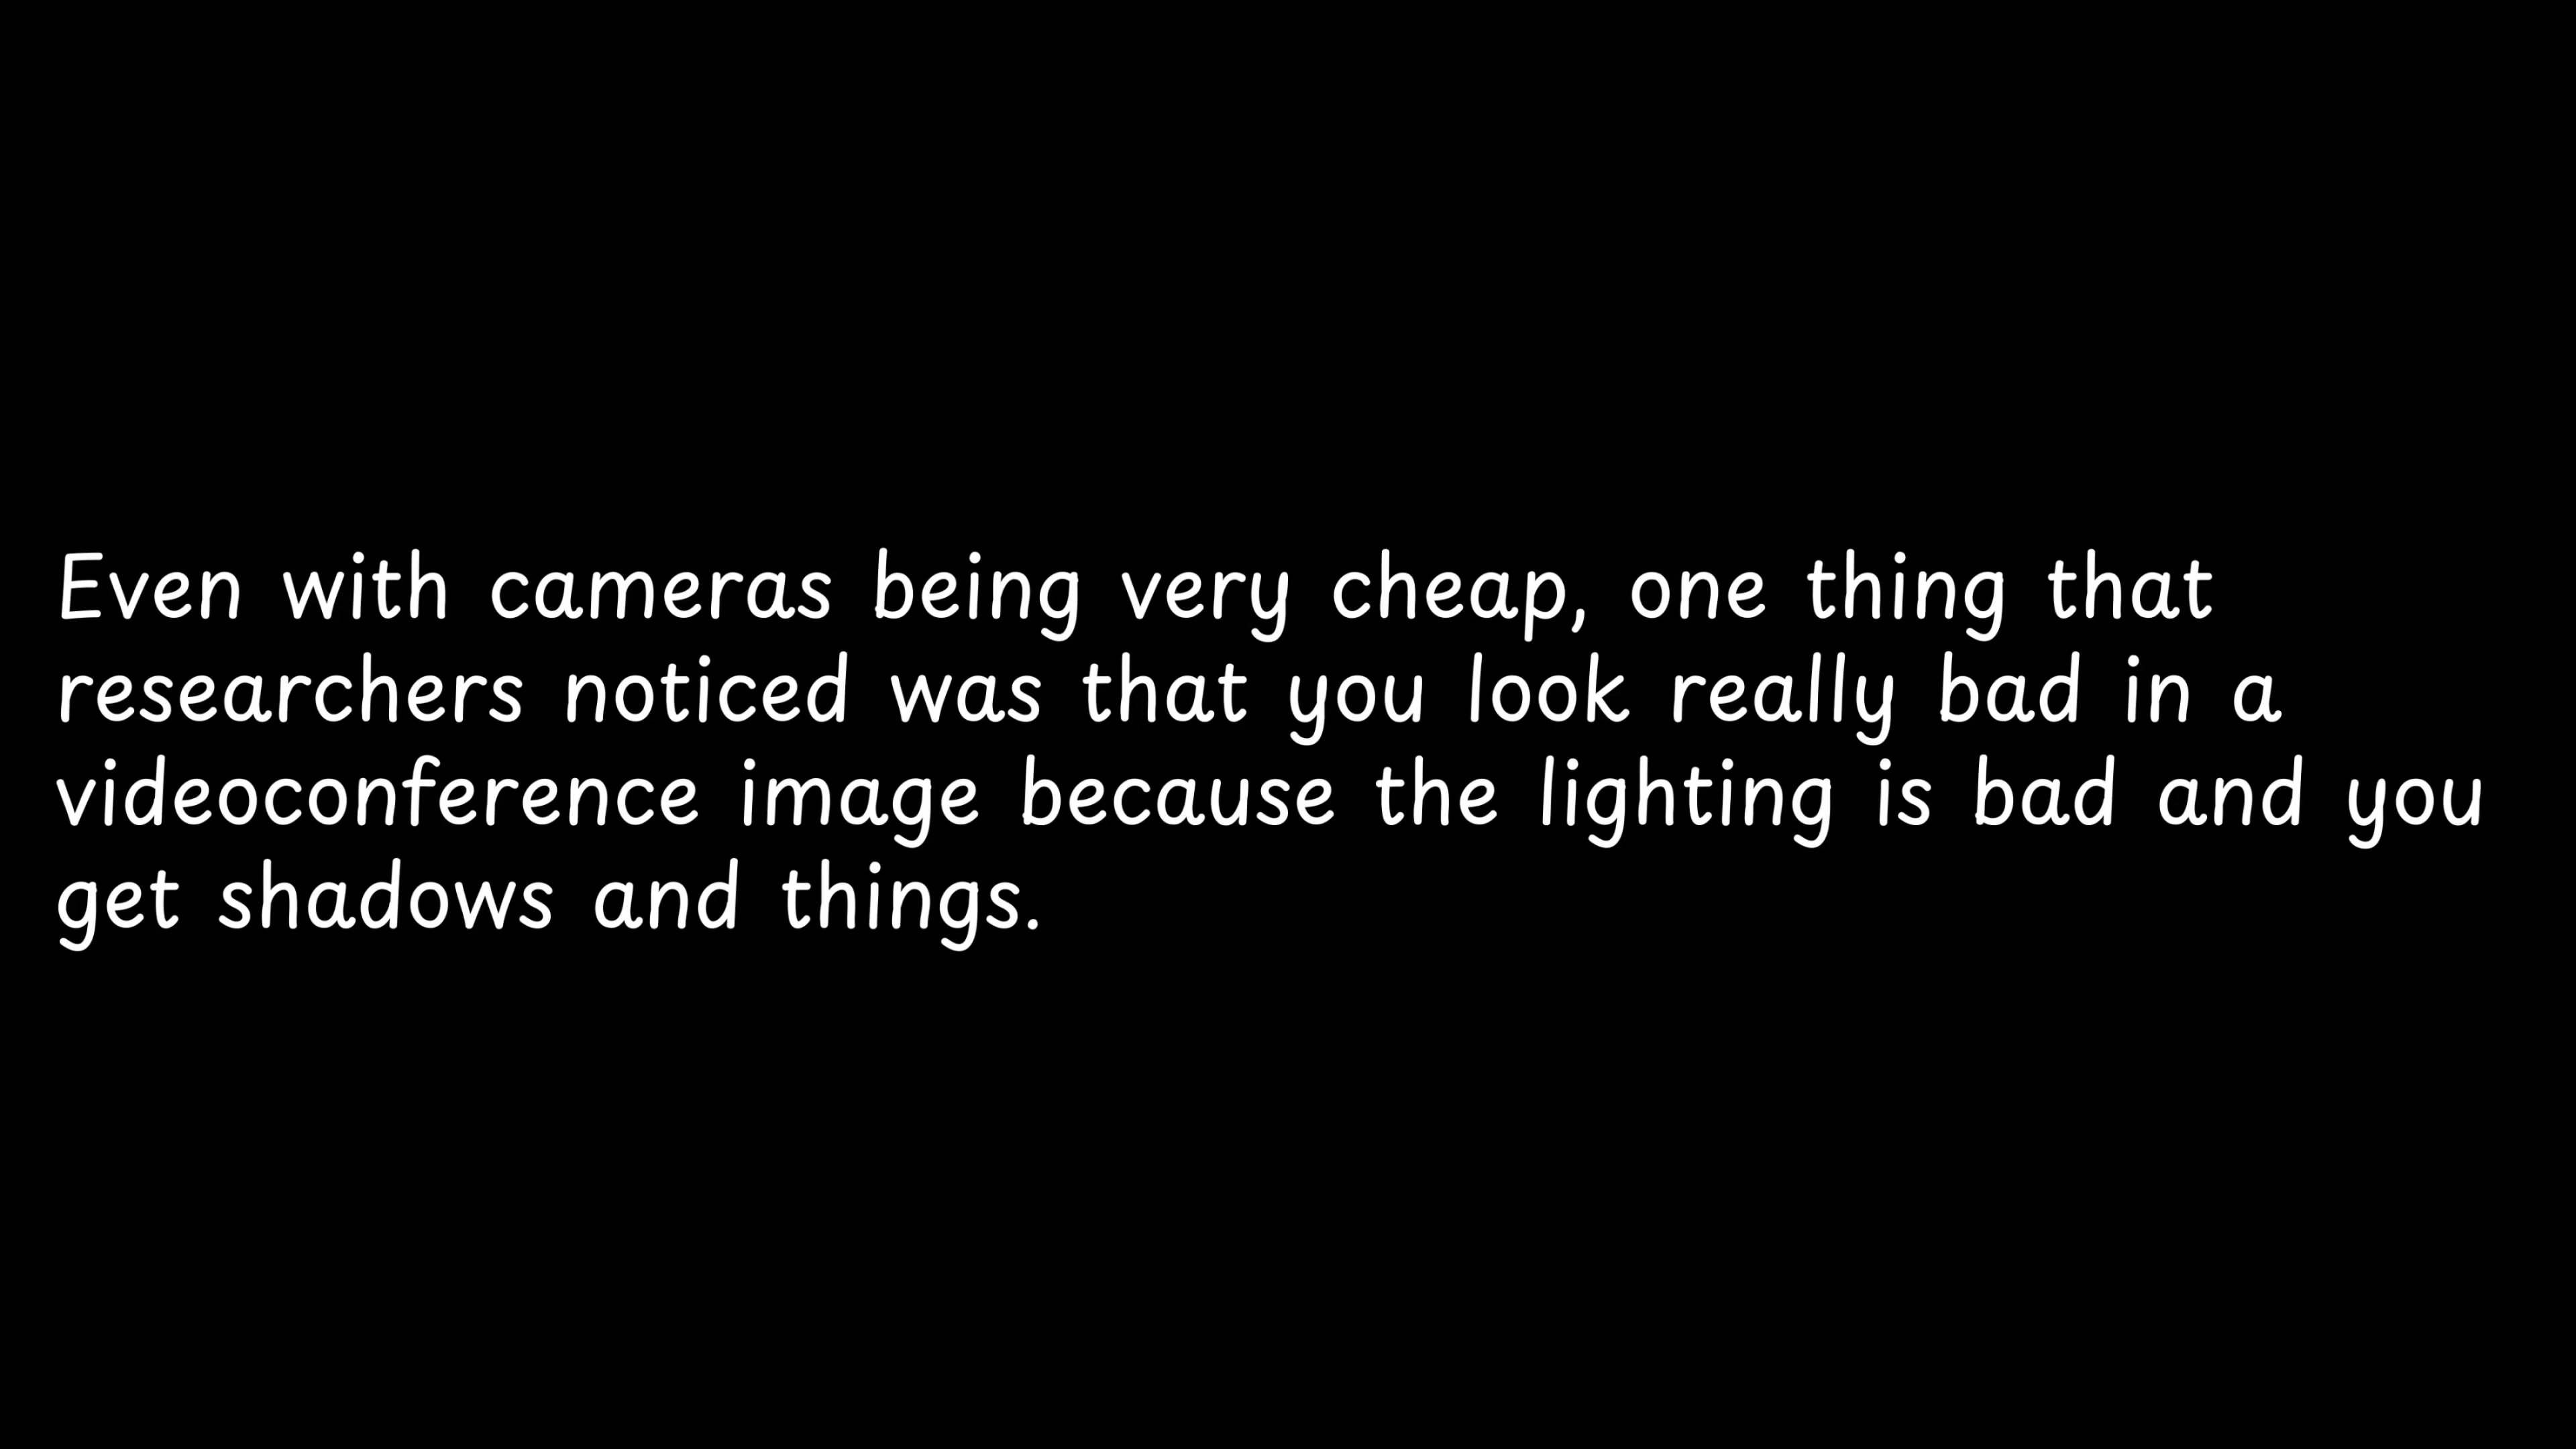 Even with cameras being very cheap, one thing that
researchers noticed was that you look really bad in a
videoconference image because the lighting is bad and you
get shadows and things.